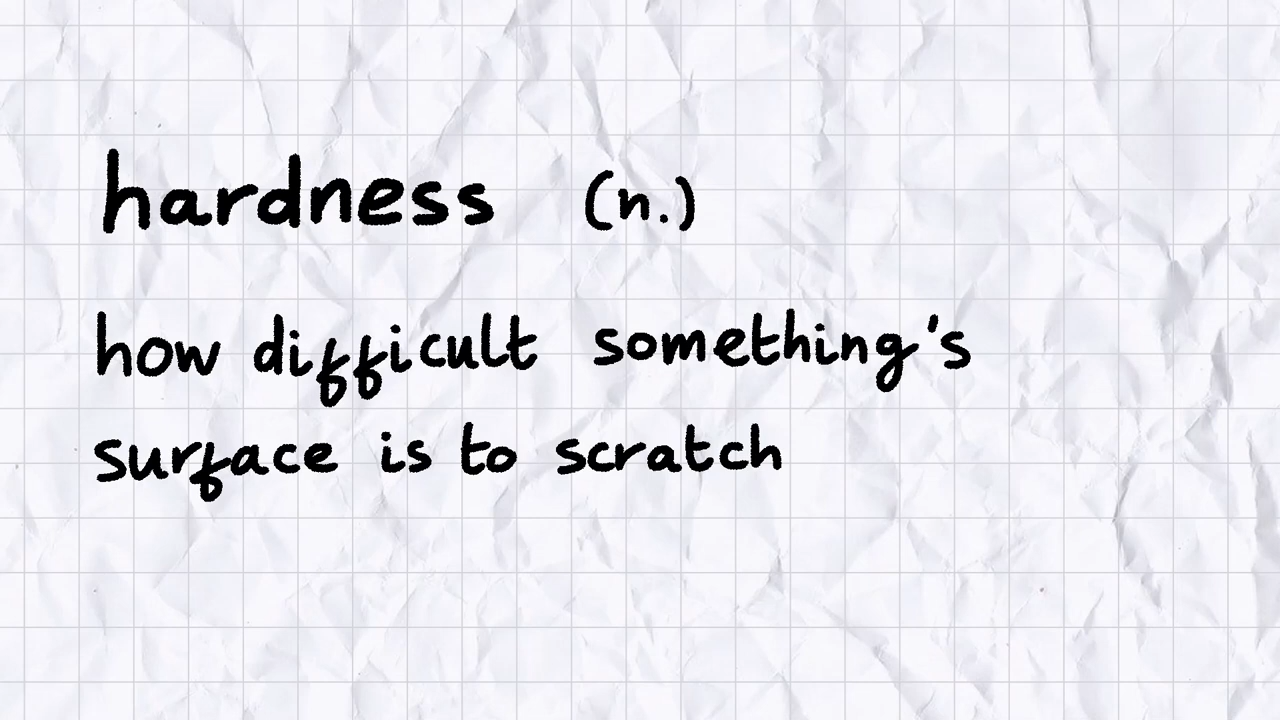 hardness (n.)
how difficult something's
surface is to scratch